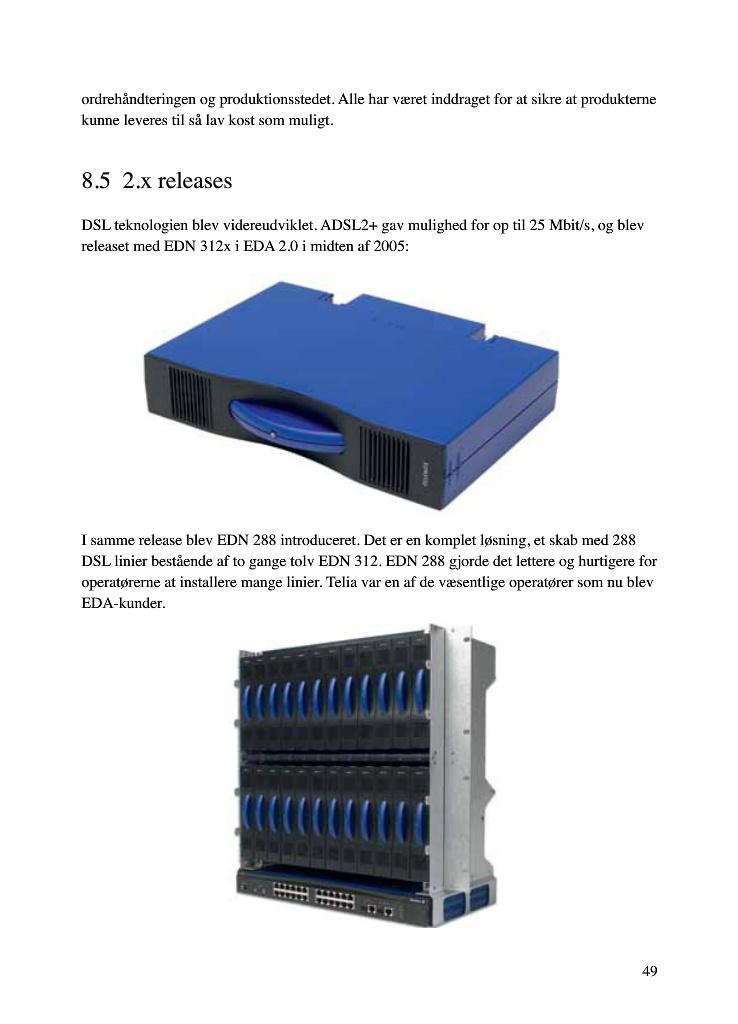 ordrehåndteringen og produktionsstedet. Alle har været inddraget for at sikre at produkterne
kunne leveres til så lav kost som muligt.
8.5 2.x releases
DSL teknologien blev videreudviklet. ADSL2+ gav mulighed for op til 25 Mbit/s, og blev
releaset med EDN 312x i EDA 2.0 i midten af 2005:
I samme release blev EDN 288 introduceret. Det er en komplet løsning, et skab med 288
DSL linier bestående af to gange tolv EDN 312. EDN 288 gjorde det lettere og hurtigere for
operatørerne at installere mange linier. Telia var en af de væsentlige operatører som nu blev
EDA-kunder.
49